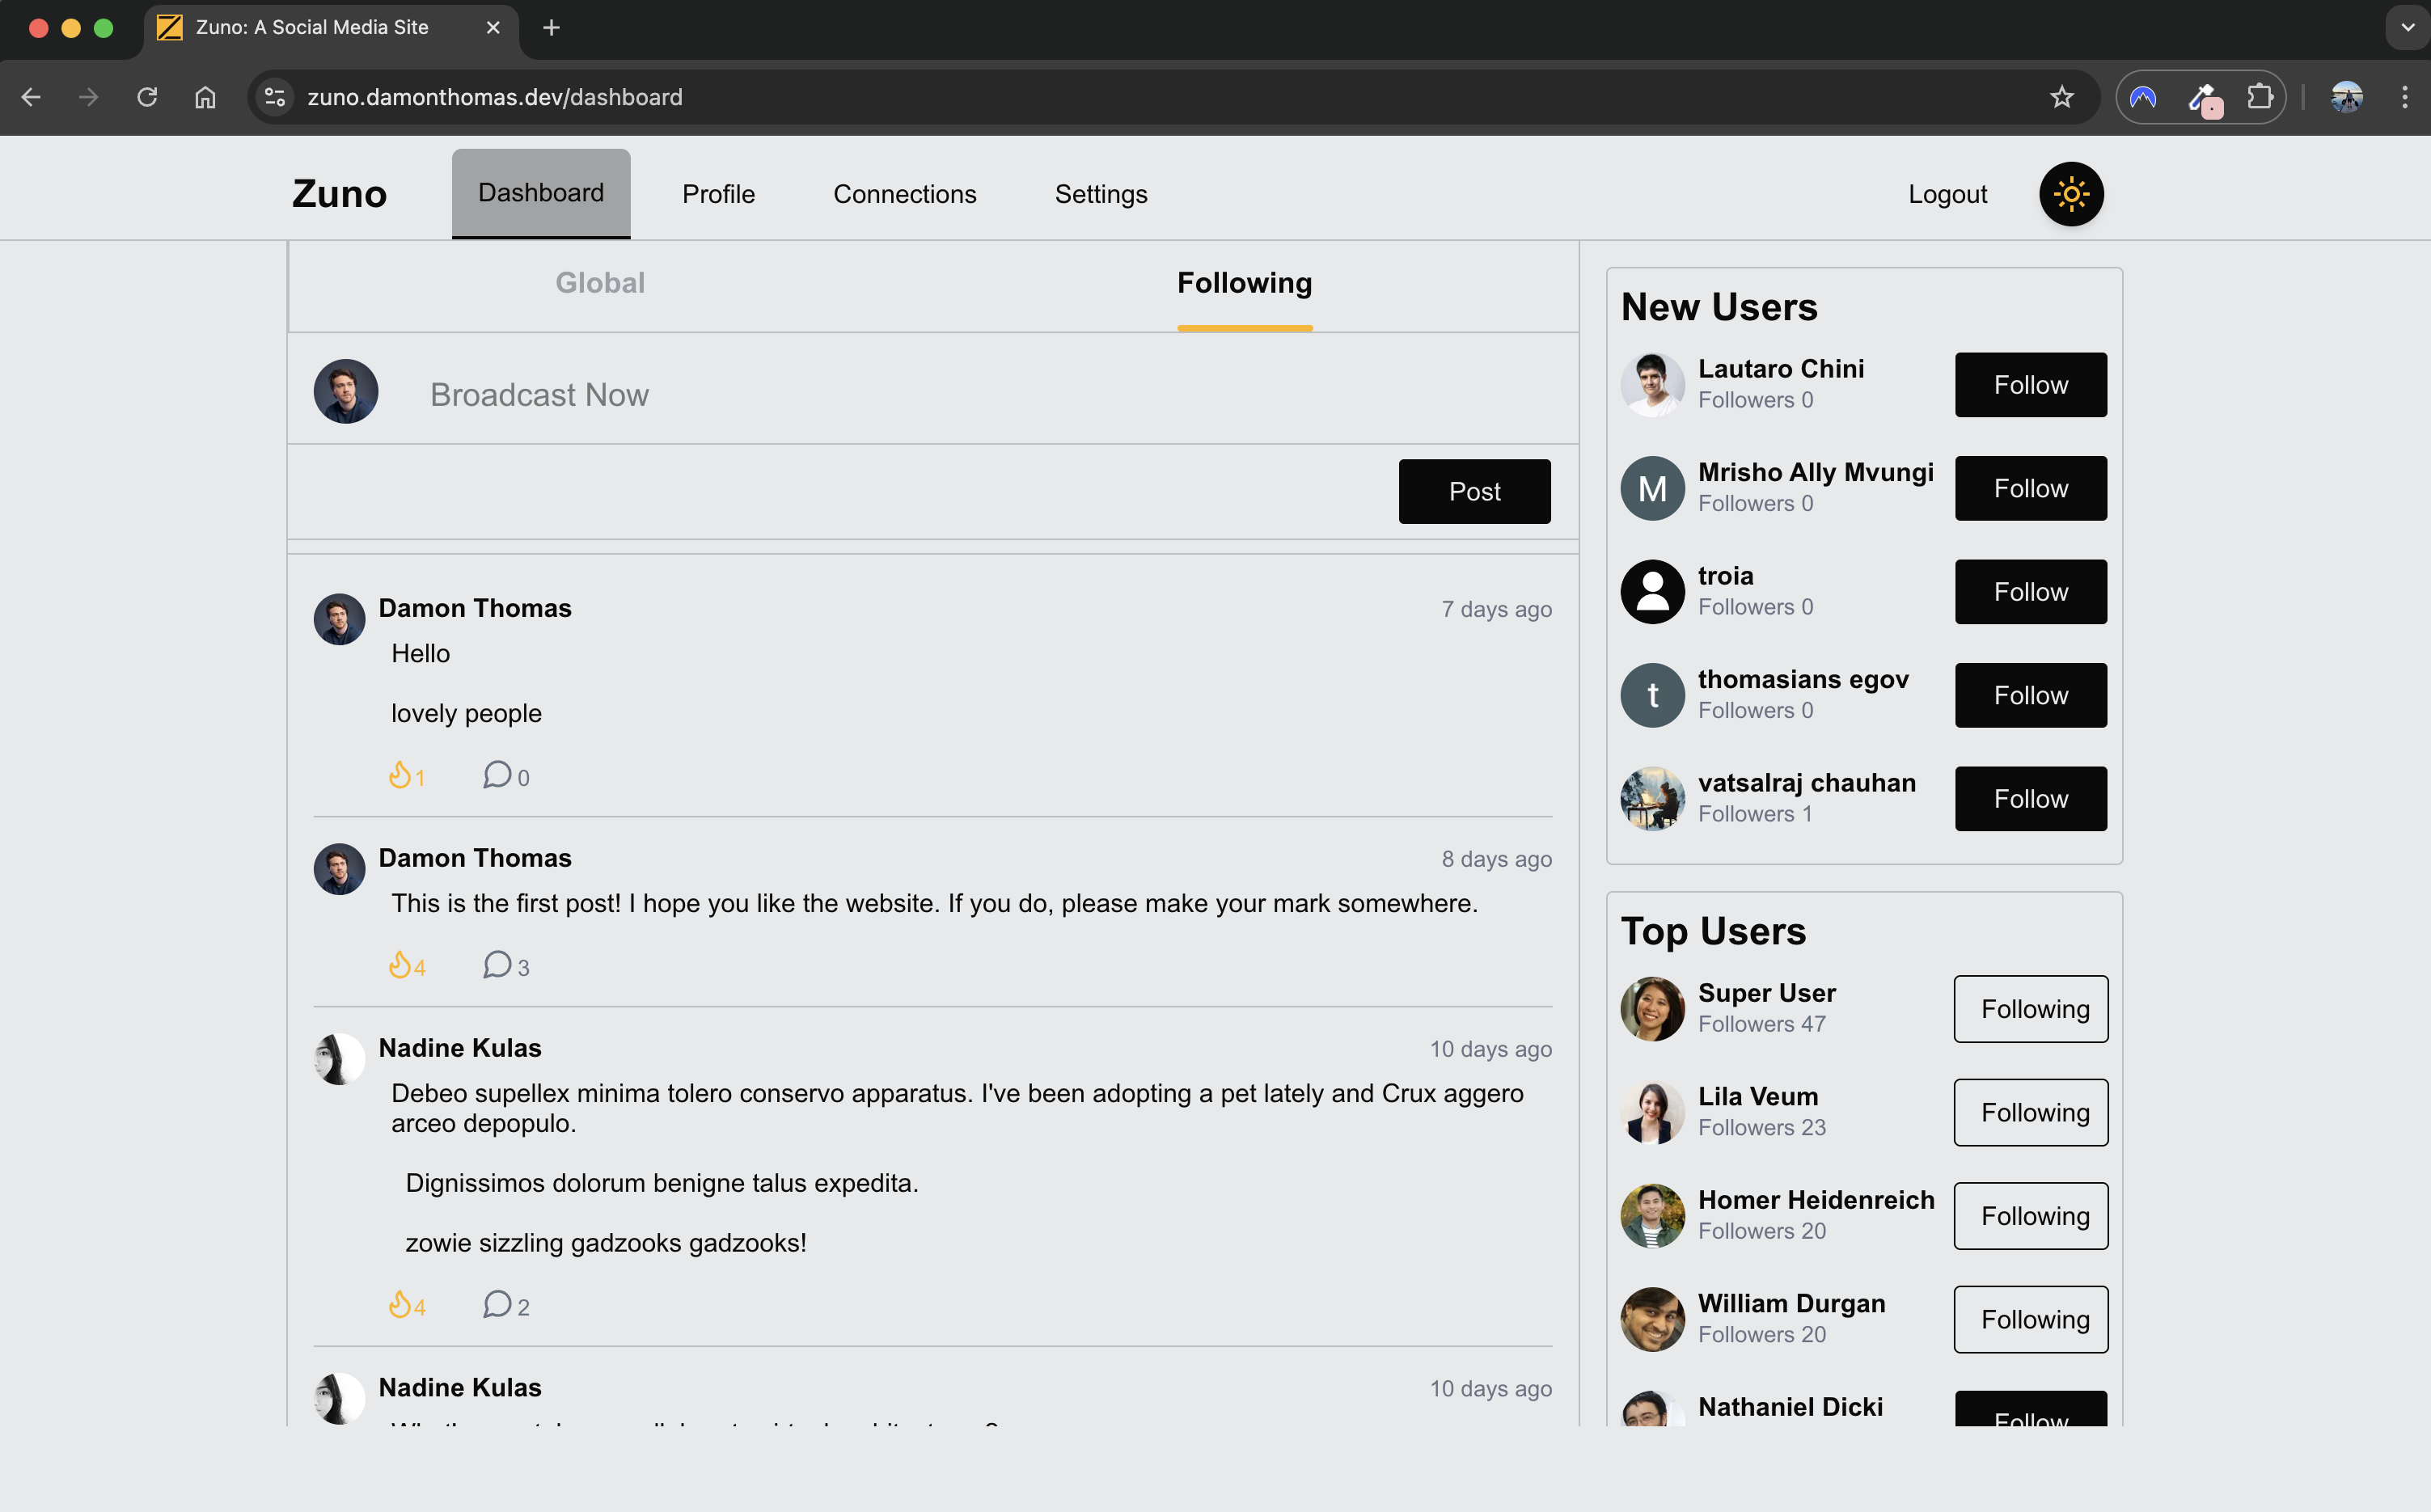 Zuno: A Social Media Site
zuno.damonthomas.dev/dashboard
Zuno
Dashboard
Profile
Connections
Settings
Logout
Global
Following
Broadcast Now
Post
Damon Thomas
7 days ago
Hello
lovely people
1
0
Damon Thomas
8 days ago
This is the first post! I hope you like the website. If you do, please make your mark somewhere.
4
3
Nadine Kulas
10 days ago
Debeo supellex minima tolero conservo apparatus. I've been adopting a pet lately and Crux aggero
arceo depopulo.
Dignissimos dolorum benigne talus expedita.
zowie sizzling gadzooks gadzooks!
4
2
Nadine Kulas
10 days ago
New Users
Lautaro Chini
Followers 0
Follow
M
Mrisho Ally Mvungi
Followers 0
Follow
troia
Followers 0
Follow
t
thomasians egov
Followers 0
Follow
vatsalraj chauhan
Followers 1
Follow
Top Users
Super User
Followers 47
Following
Lila Veum
Followers 23
Following
Homer Heidenreich
Followers 20
Following
William Durgan
Followers 20
Following
Nathaniel Dicki
Follow